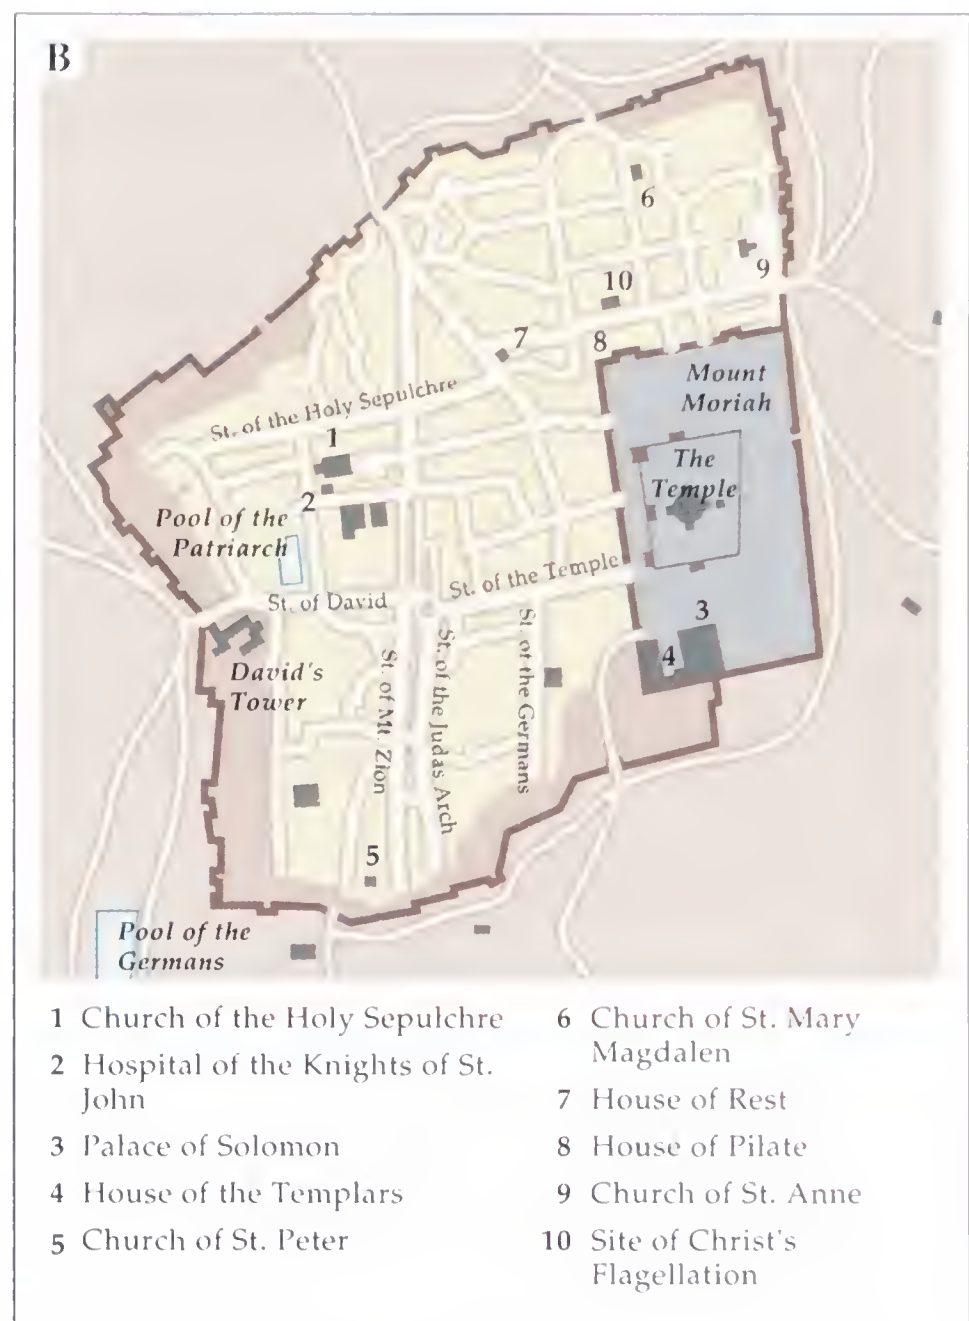 B
6
9
10
7
8
Mount
Moriah
St. of the Holy Sepulchre
1
The
Temple
2
Pool of the
Patriarch
St. of the Temple
St. of David
3
4
David's
Tower
St. of Mt. Zion
St. of the Judas Arch
St. of the Germans
5
Pool of the
Germans
1 Church of the Holy Sepulchre
2 Hospital of the Knights of St.
John
3 Palace of Solomon
4 House of the Templars
5 Church of St. Peter
6 Church of St. Mary
Magdalen
7 House of Rest
8 House of Pilate
9 Church of St. Anne
10 Site of Christ's
Flagellation